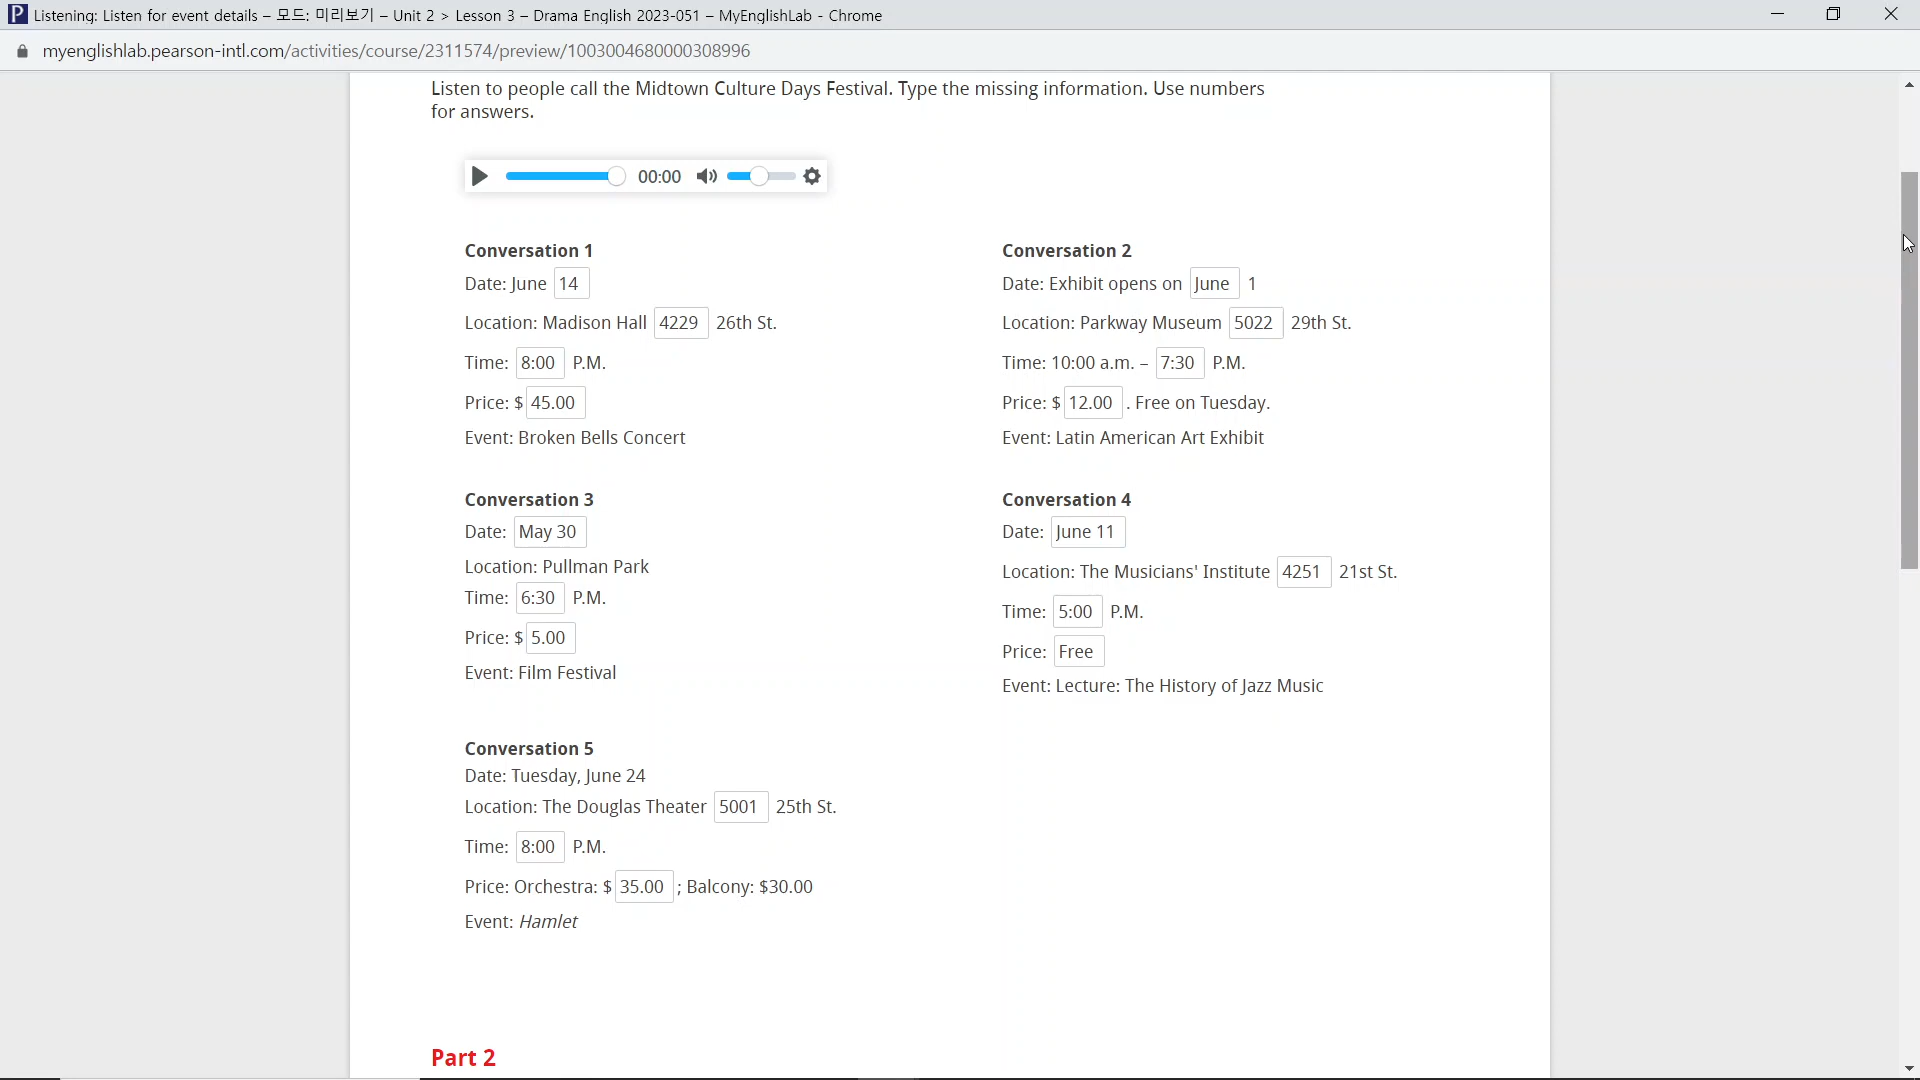 Listening: Listen for event details – 모드: 미리보기 – Unit 2 > Lesson 3 – Drama English 2023-051 – MyEnglishLab - Chrome
myenglishlab.pearson-intl.com/activities/course/2311574/preview/1003004680000308996
Listen to people call the Midtown Culture Days Festival. Type the missing information. Use numbers
for answers.
00:00
Conversation 1
Date: June 14
Location: Madison Hall 4229 26th St.
Time: 8:00 P.M.
Price: $ 45.00
Event: Broken Bells Concert
Conversation 2
Date: Exhibit opens on June 1
Location: Parkway Museum 5022 29th St.
Time: 10:00 a.m. – 7:30 P.M.
Price: $ 12.00 . Free on Tuesday.
Event: Latin American Art Exhibit
Conversation 3
Date: May 30
Location: Pullman Park
Time: 6:30 P.M.
Price: $ 5.00
Event: Film Festival
Conversation 4
Date: June 11
Location: The Musicians' Institute 4251 21st St.
Time: 5:00 P.M.
Price: Free
Event: Lecture: The History of Jazz Music
Conversation 5
Date: Tuesday, June 24
Location: The Douglas Theater 5001 25th St.
Time: 8:00 P.M.
Price: Orchestra: $ 35.00 ; Balcony: $30.00
Event: Hamlet
Part 2